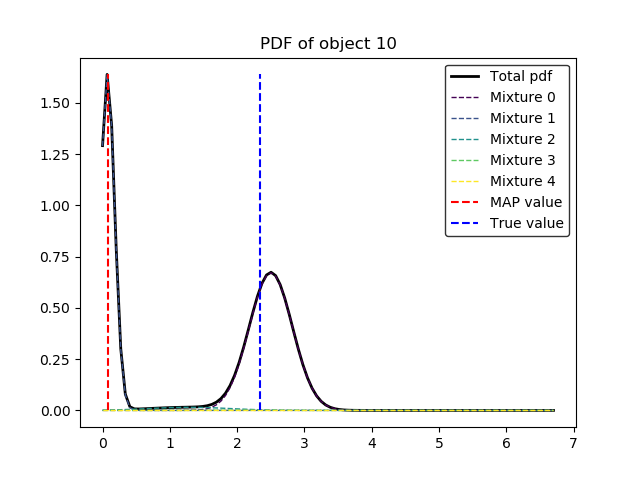 PDF of object 10
Total pdf
Mixture 0
Mixture 1
Mixture 2
Mixture 3
Mixture 4
MAP value
True value
1.50
1.25
1.00
0.75
0.50
0.25
0.00
0 1 2 3 4 5 6 7